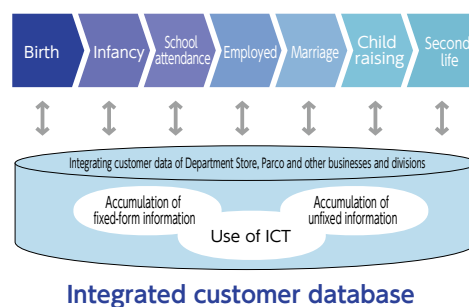 Birth
Infancy
School
attendance
Employed
Marriage
Child
raising
Second
life
Integrating customer data of Department Store, Parco and other businesses and divisions
Accumulation of
fixed-form information
Accumulation of
unfixed information
Use of ICT
Integrated customer database